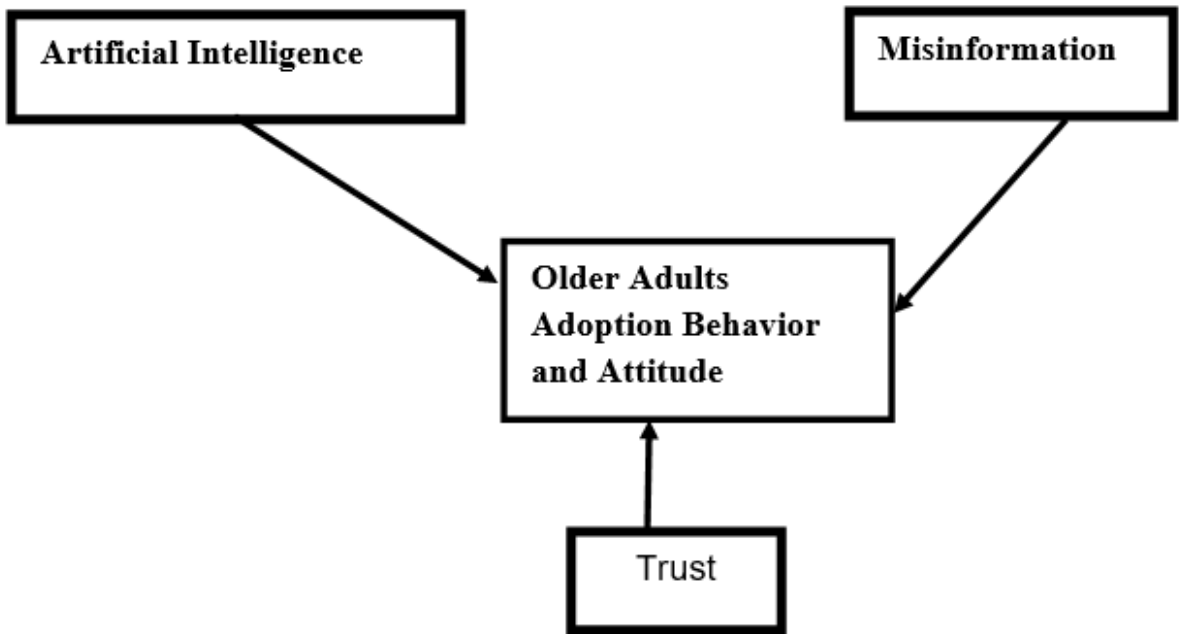 Artificial Intelligence
Misinformation
Older Adults
Adoption Behavior
and Attitude
Trust